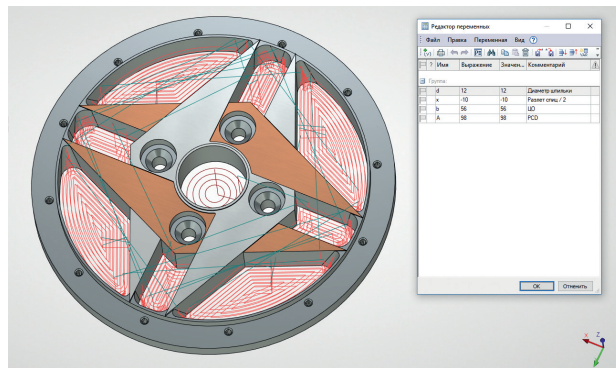 Редактор переменных
Файл Правка Переменная Вид
? Имя Выражение Значен... Комментарий
Группа:
d 12 12 Диаметр шпильки
x -10 -10 Разлет спиц / 2
b 56 56 ЦО
A 98 98 PCD
OK Отменить
X Z